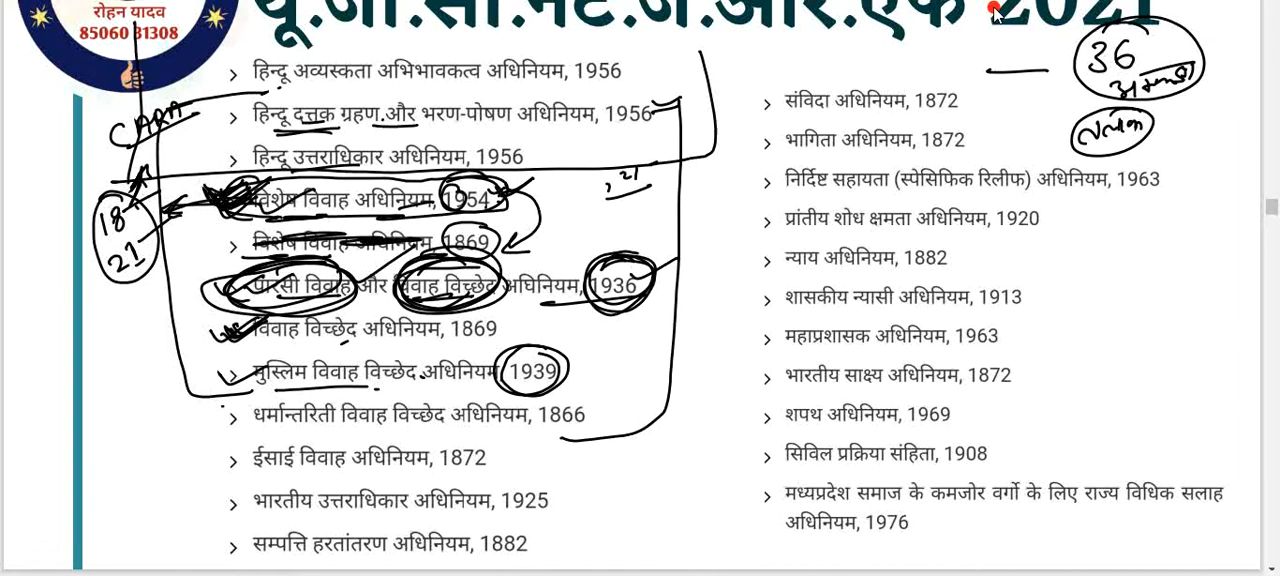 रोहन यादव
85060 31308
यू.जी.सी.नेट.जे.आर.एफ 2021
हिन्दू अव्यस्कता अभिभावकत्व अधिनियम, 1956
हिन्दू दत्तक ग्रहण और भरण-पोषण अधिनियम, 1956
हिन्दू उत्तराधिकार अधिनियम, 1956
विशेष विवाह अधिनियम, 1954
विशेष विवाह अधिनियम, 1869
पारसी विवाह और विवाह विच्छेद अघिनियम, 1936
विवाह विच्छेद अधिनियम, 1869
मुस्लिम विवाह विच्छेद अधिनियम, 1939
धर्मान्तरिती विवाह विच्छेद अधिनियम, 1866
ईसाई विवाह अधिनियम, 1872
भारतीय उत्तराधिकार अधिनियम, 1925
सम्पत्ति हरतांतरण अधिनियम, 1882
CARA
18
21
21
36
तलाक
संविदा अधिनियम, 1872
भागिता अधिनियम, 1872
निर्दिष्ट सहायता (स्पेसिफिक रिलीफ) अधिनियम, 1963
प्रांतीय शोध क्षमता अधिनियम, 1920
न्याय अधिनियम, 1882
शासकीय न्यासी अधिनियम, 1913
महाप्रशासक अधिनियम, 1963
भारतीय साक्ष्य अधिनियम, 1872
शपथ अधिनियम, 1969
सिविल प्रक्रिया संहिता, 1908
मध्यप्रदेश समाज के कमजोर वर्गो के लिए राज्य विधिक सलाह
अधिनियम, 1976